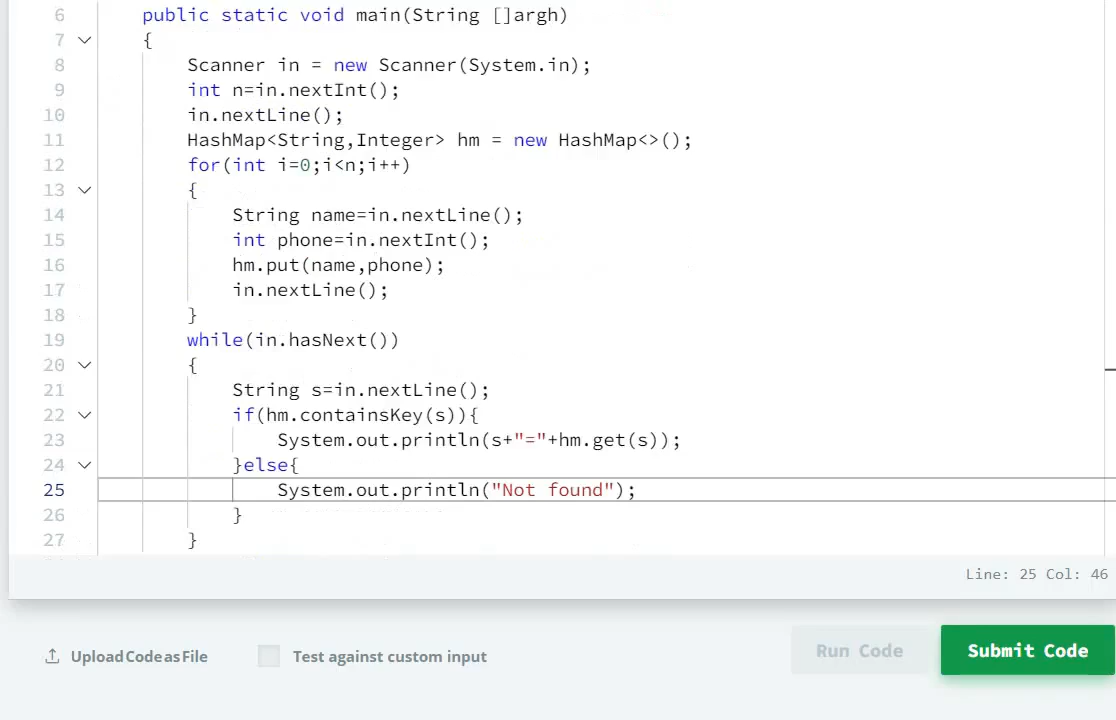 6 public static void main(String []argh)
7 {
8 Scanner in = new Scanner(System.in);
9 int n=in.nextInt();
10 in.nextLine();
11 HashMap<String,Integer> hm = new HashMap<>();
12 for(int i=0;i<n;i++)
13 {
14 String name=in.nextLine();
15 int phone=in.nextInt();
16 hm.put(name,phone);
17 in.nextLine();
18 }
19 while(in.hasNext())
20 {
21 String s=in.nextLine();
22 if(hm.containsKey(s)){
23 System.out.println(s+"="+hm.get(s));
24 }else{
25 System.out.println("Not found");
26 }
27 }
Line: 25 Col: 46
Upload Code as File
Test against custom input
Run Code
Submit Code